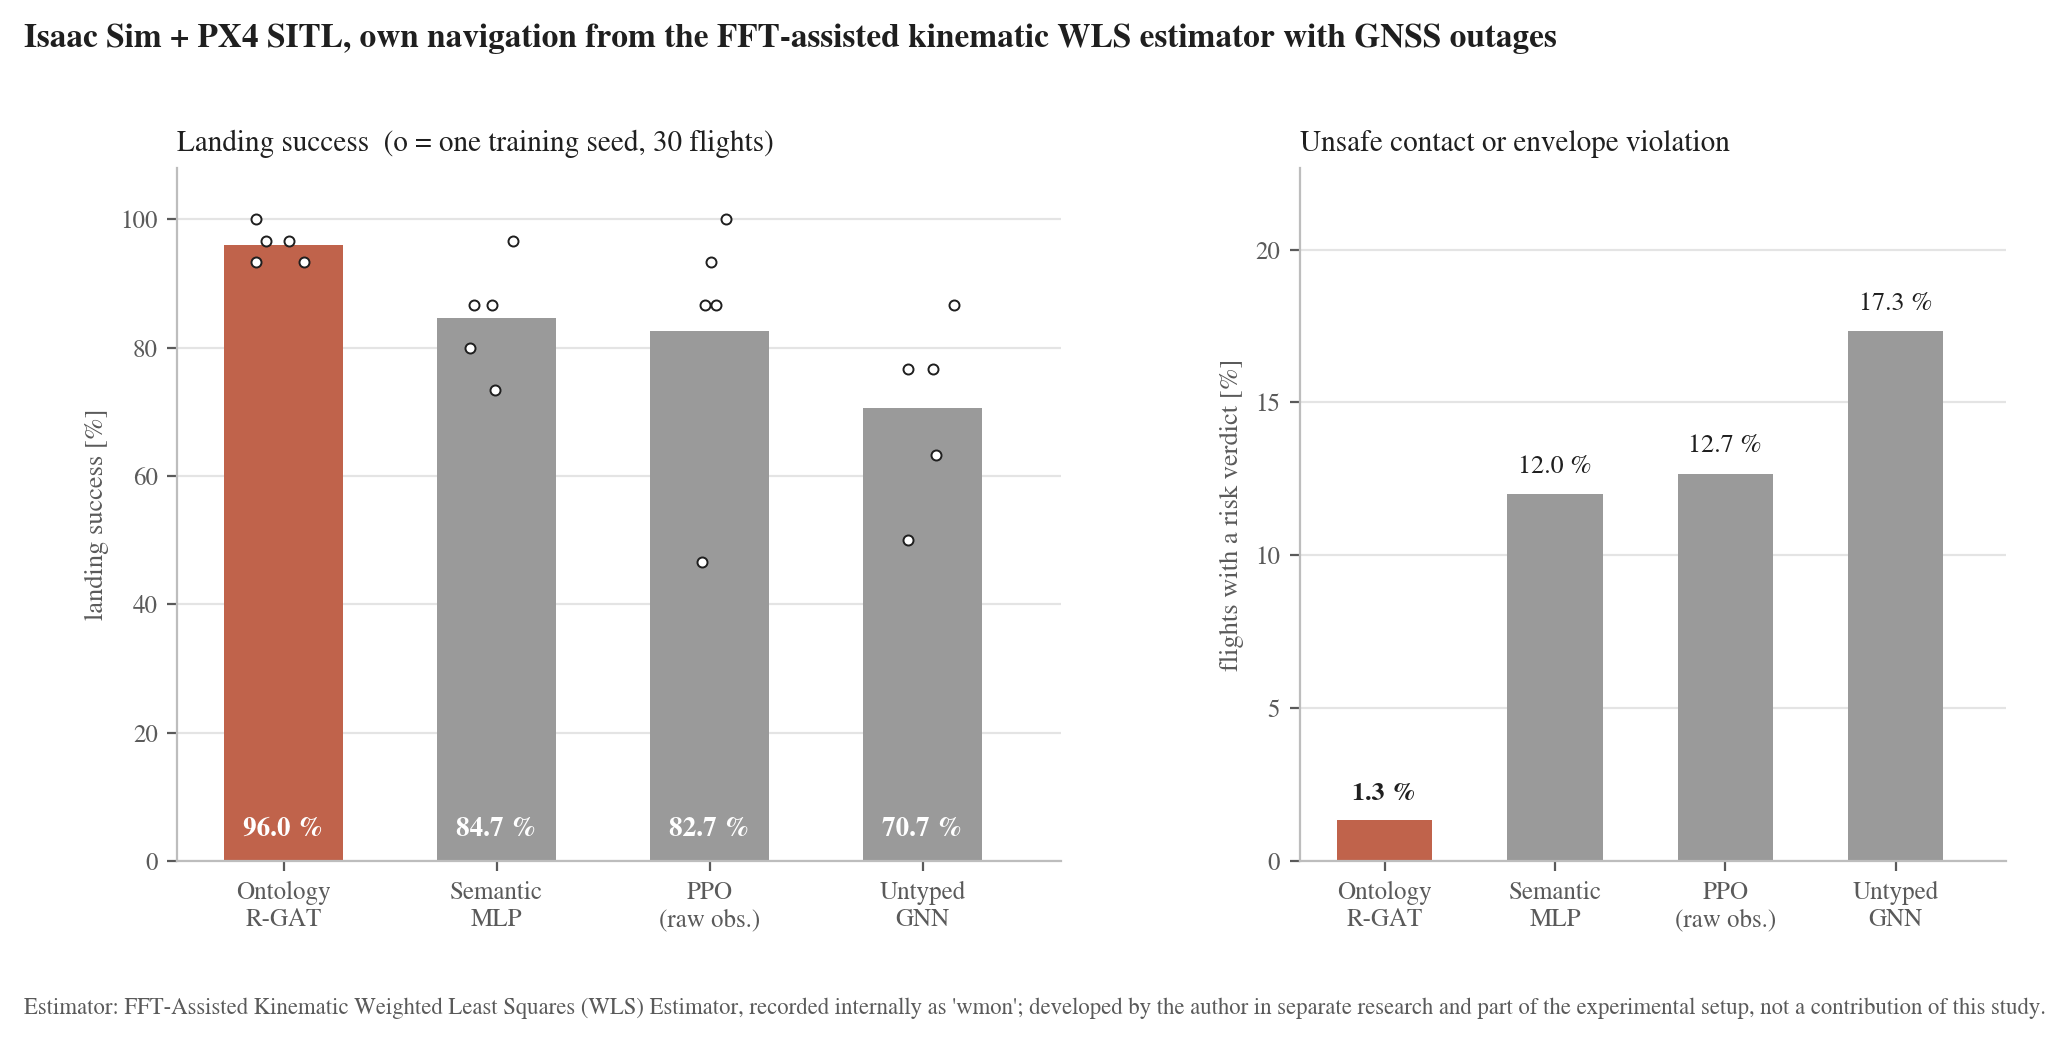 Isaac Sim + PX4 SITL, own navigation from the FFT-assisted kinematic WLS estimator with GNSS outages
Landing success (o = one training seed, 30 flights)
landing success [%]
100
80
60
40
20
0
96.0 %
84.7 %
82.7 %
70.7 %
Ontology
R-GAT
Semantic
MLP
PPO
(raw obs.)
Untyped
GNN
Unsafe contact or envelope violation
flights with a risk verdict [%]
20
15
10
5
0
1.3 %
12.0 %
12.7 %
17.3 %
Ontology
R-GAT
Semantic
MLP
PPO
(raw obs.)
Untyped
GNN
Estimator: FFT-Assisted Kinematic Weighted Least Squares (WLS) Estimator, recorded internally as 'wmon'; developed by the author in separate research and part of the experimental setup, not a contribution of this study.